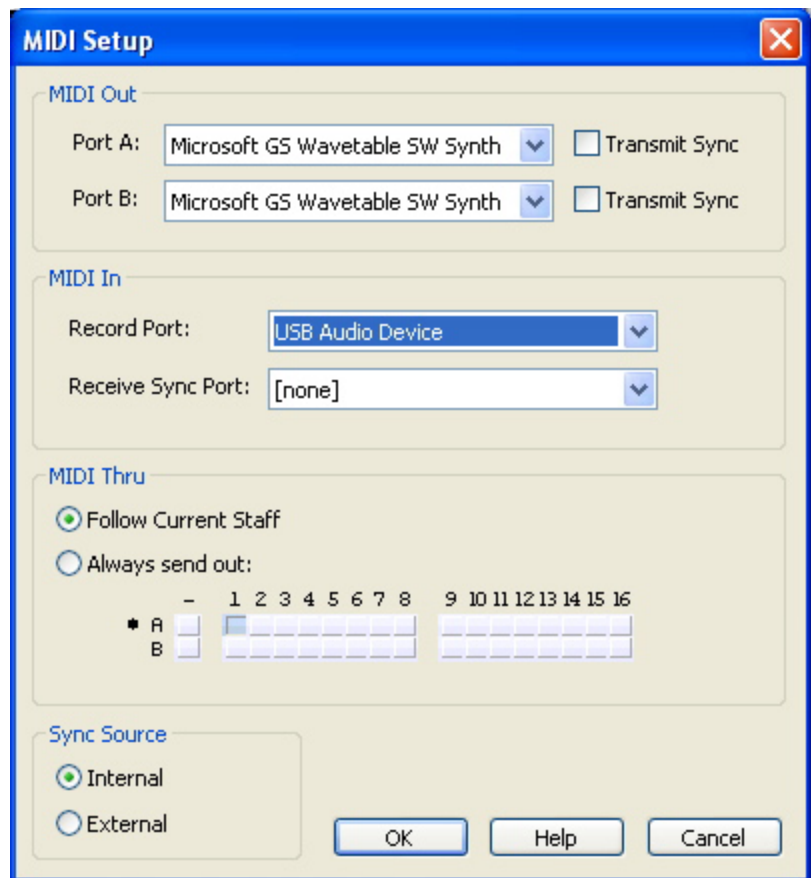 MIDI Setup
MIDI Out
Port A: Microsoft GS Wavetable SW Synth Transmit Sync
Port B: Microsoft GS Wavetable SW Synth Transmit Sync
MIDI In
Record Port: USB Audio Device
Receive Sync Port: [none]
MIDI Thru
Follow Current Staff
Always send out:
- 1 2 3 4 5 6 7 8 9 10 11 12 13 14 15 16
A
B
Sync Source
Internal
External
OK Help Cancel